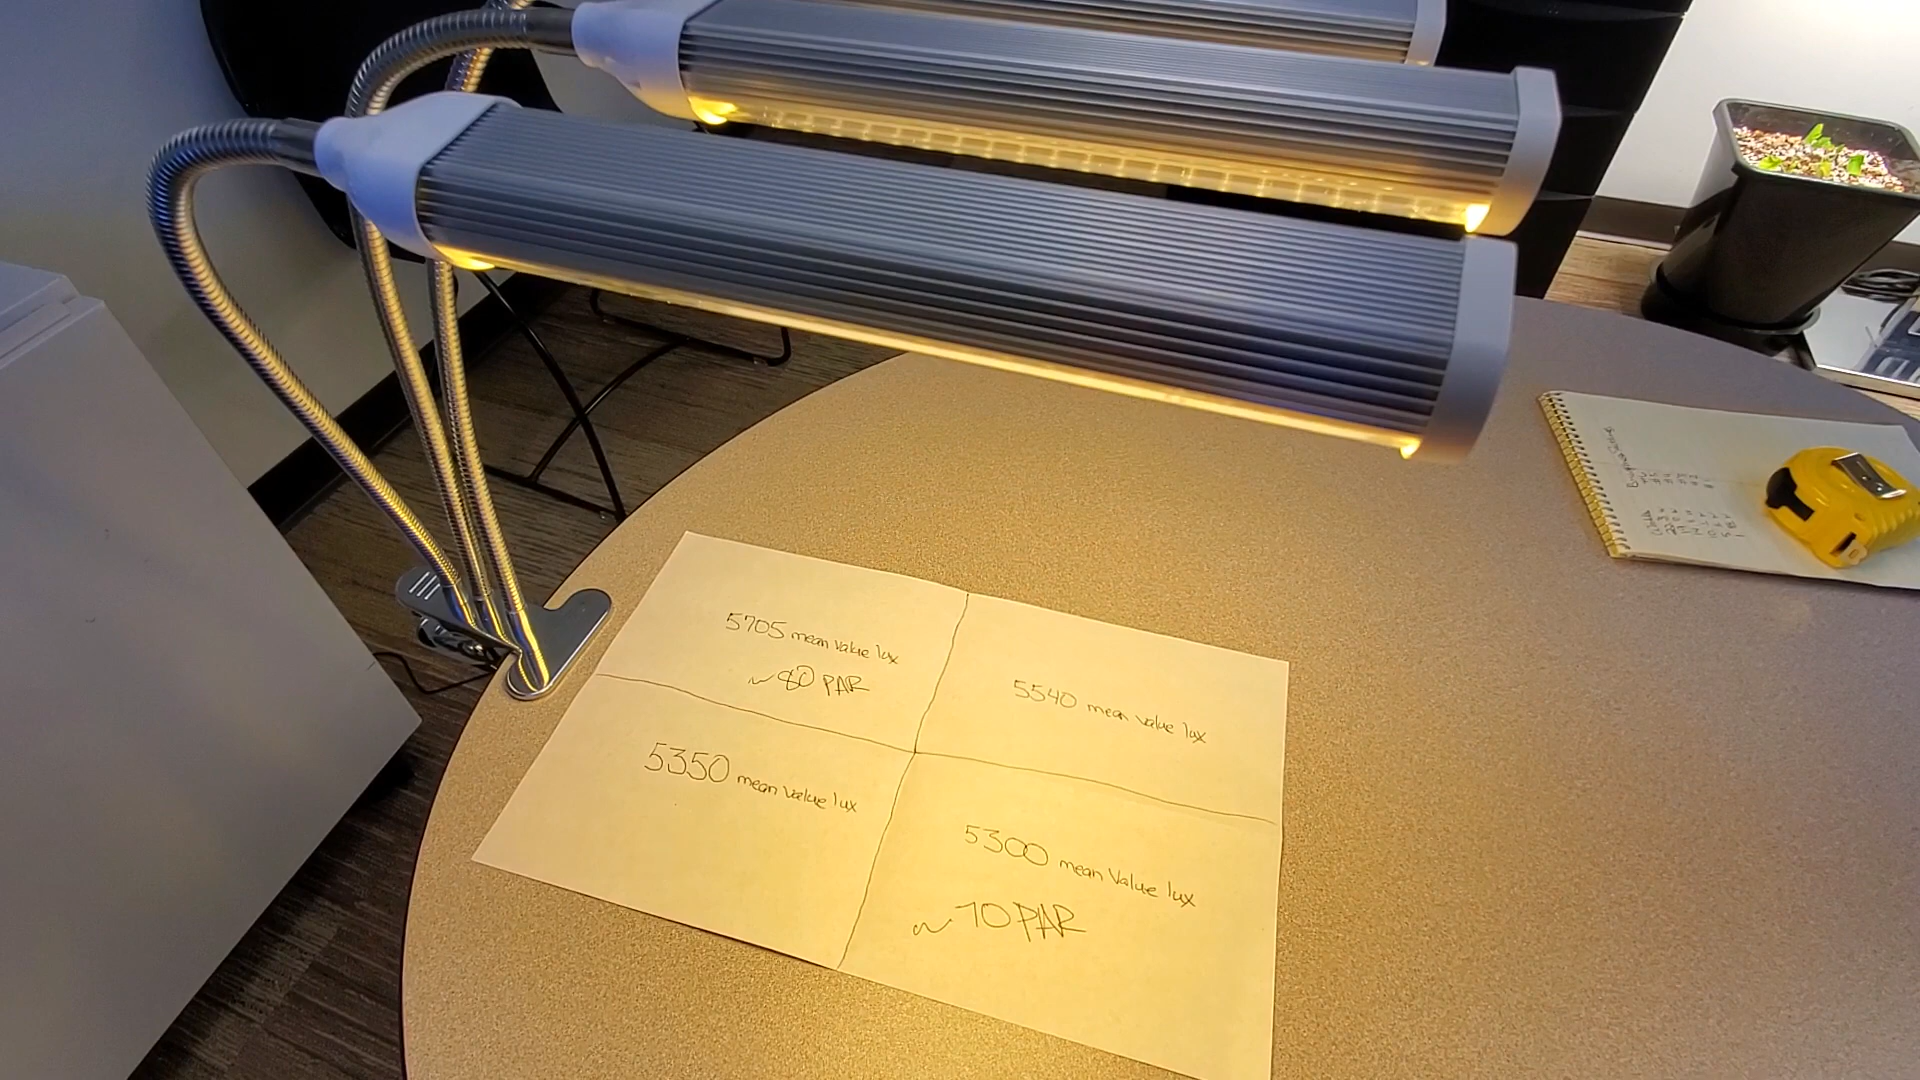 5705 mean value lux
~80 PAR
5540 mean value lux
5350 mean value lux
5300 mean value lux
~70 PAR